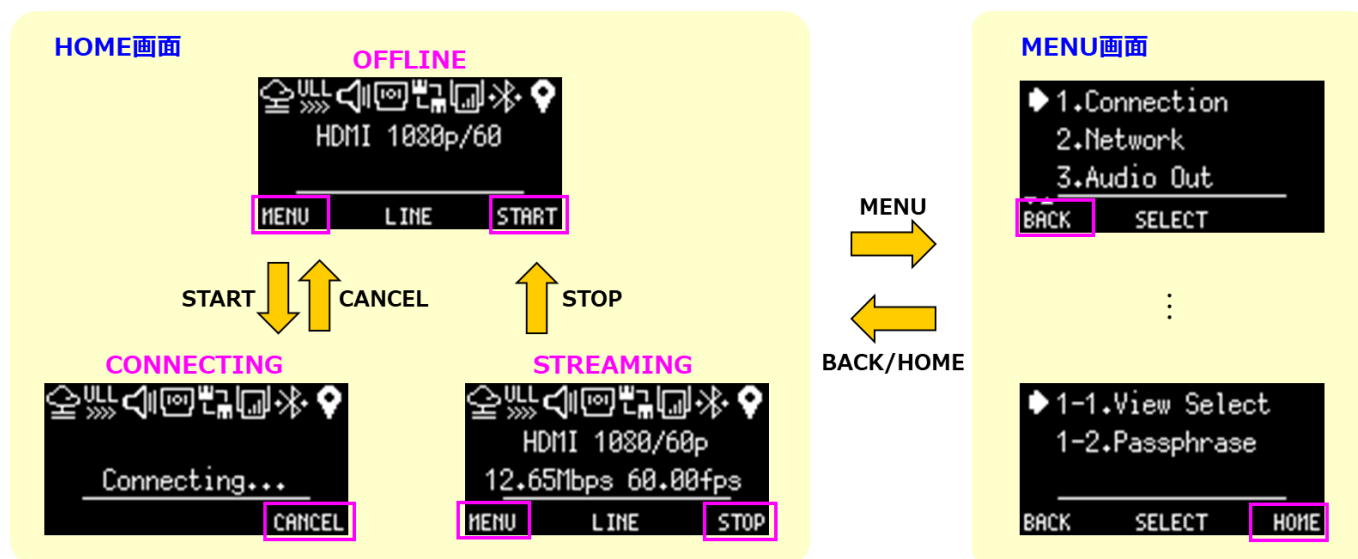 HOME画面
OFFLINE
ULL
HDMI 1080p/60
MENU LINE START
START
CANCEL
STOP
CONNECTING
ULL
Connecting...
CANCEL
STREAMING
ULL
HDMI 1080/60p
12.65Mbps 60.00fps
MENU LINE STOP
MENU
BACK/HOME
MENU画面
1.Connection
2.Network
3.Audio Out
BACK SELECT
⋮
1-1.View Select
1-2.Passphrase
BACK SELECT HOME